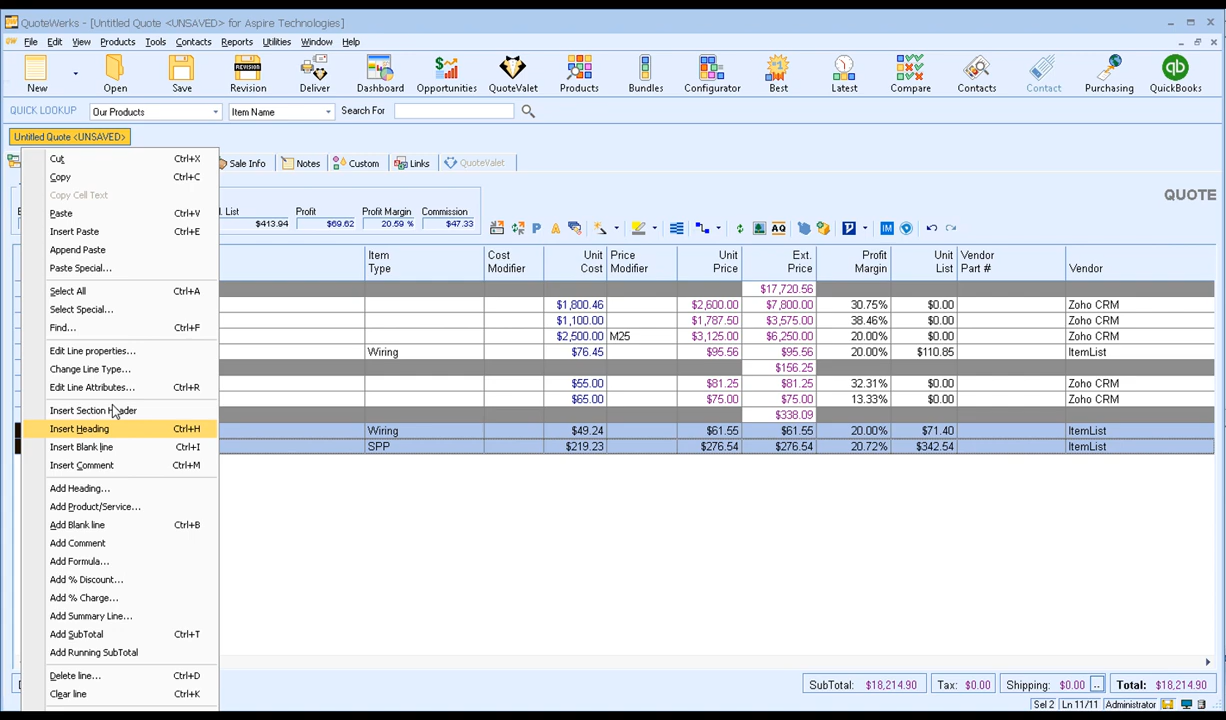 QuoteWerks - [Untitled Quote <UNSAVED> for Aspire Technologies]
File Edit View Products Tools Contacts Reports Utilities Window Help
New Open Save Revision Deliver Dashboard Opportunities QuoteValet Products Bundles Configurator Best Latest Compare Contacts Contact Purchasing QuickBooks
QUICK LOOKUP Our Products Item Name Search For
Untitled Quote <UNSAVED>
Sale Info Notes Custom Links QuoteValet
List Profit Profit Margin Commission
$413.94 $69.62 20.59 % $47.33
QUOTE
Item Type Cost Modifier Unit Cost Price Modifier Unit Price Ext. Price Profit Margin Unit List Vendor Part # Vendor
$17,720.56
$1,800.46 $2,600.00 $7,800.00 30.75% $0.00 Zoho CRM
$1,100.00 $1,787.50 $3,575.00 38.46% $0.00 Zoho CRM
$2,500.00 M25 $3,125.00 $6,250.00 20.00% $0.00 Zoho CRM
Wiring $76.45 $95.56 $95.56 20.00% $110.85 ItemList
$156.25
$55.00 $81.25 $81.25 32.31% $0.00 Zoho CRM
$65.00 $75.00 $75.00 13.33% $0.00 Zoho CRM
$338.09
Wiring $49.24 $61.55 $61.55 20.00% $71.40 ItemList
SPP $219.23 $276.54 $276.54 20.72% $342.54 ItemList
Cut Ctrl+X
Copy Ctrl+C
Copy Cell Text
Paste Ctrl+V
Insert Paste Ctrl+E
Append Paste
Paste Special...
Select All Ctrl+A
Select Special...
Find... Ctrl+F
Edit Line properties...
Change Line Type...
Edit Line Attributes... Ctrl+R
Insert Section Header
Insert Heading Ctrl+H
Insert Blank line Ctrl+I
Insert Comment Ctrl+M
Add Heading...
Add Product/Service...
Add Blank line Ctrl+B
Add Comment
Add Formula...
Add % Discount...
Add % Charge...
Add Summary Line...
Add SubTotal Ctrl+T
Add Running SubTotal
Delete line... Ctrl+D
Clear line Ctrl+K
SubTotal: $18,214.90 Tax: $0.00 Shipping: $0.00 .. Total: $18,214.90
Sel 2 Ln 11/11 Administrator